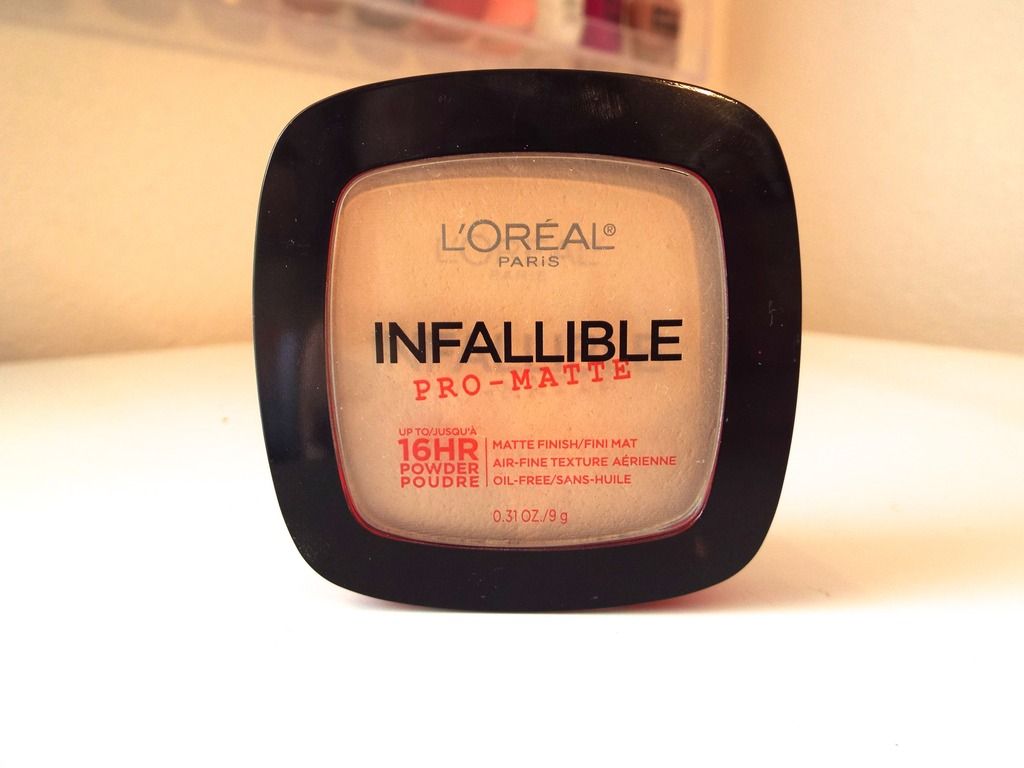 L'ORÉAL®
PARIS
INFALLIBLE
PRO-MATTE
UP TO/JUSQU'À
16HR
POWDER
POUDRE
MATTE FINISH/FINI MAT
AIR-FINE TEXTURE AÉRIENNE
OIL-FREE/SANS-HUILE
0.31 OZ./9 g